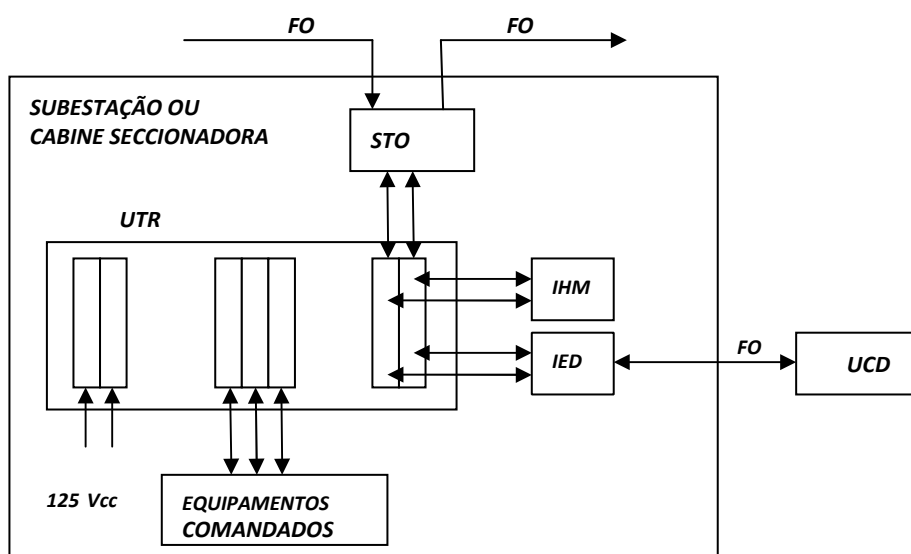 FO
FO
SUBESTAÇÃO OU
CABINE SECCIONADORA
STO
UTR
IHM
IED
FO
UCD
125 Vcc
EQUIPAMENTOS
COMANDADOS